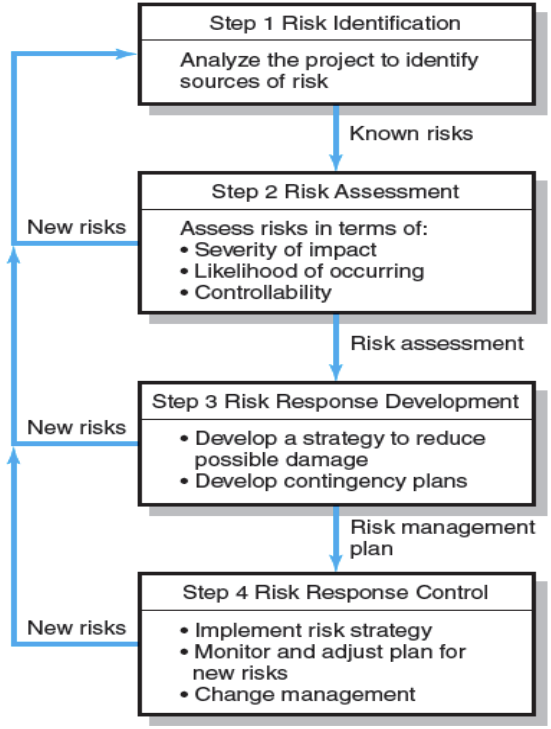 Step 1 Risk Identification
Analyze the project to identify
sources of risk
Known risks
Step 2 Risk Assessment
New risks
Assess risks in terms of:
• Severity of impact
• Likelihood of occurring
• Controllability
Risk assessment
Step 3 Risk Response Development
New risks
• Develop a strategy to reduce
possible damage
• Develop contingency plans
Risk management
plan
Step 4 Risk Response Control
New risks
• Implement risk strategy
• Monitor and adjust plan for
new risks
• Change management